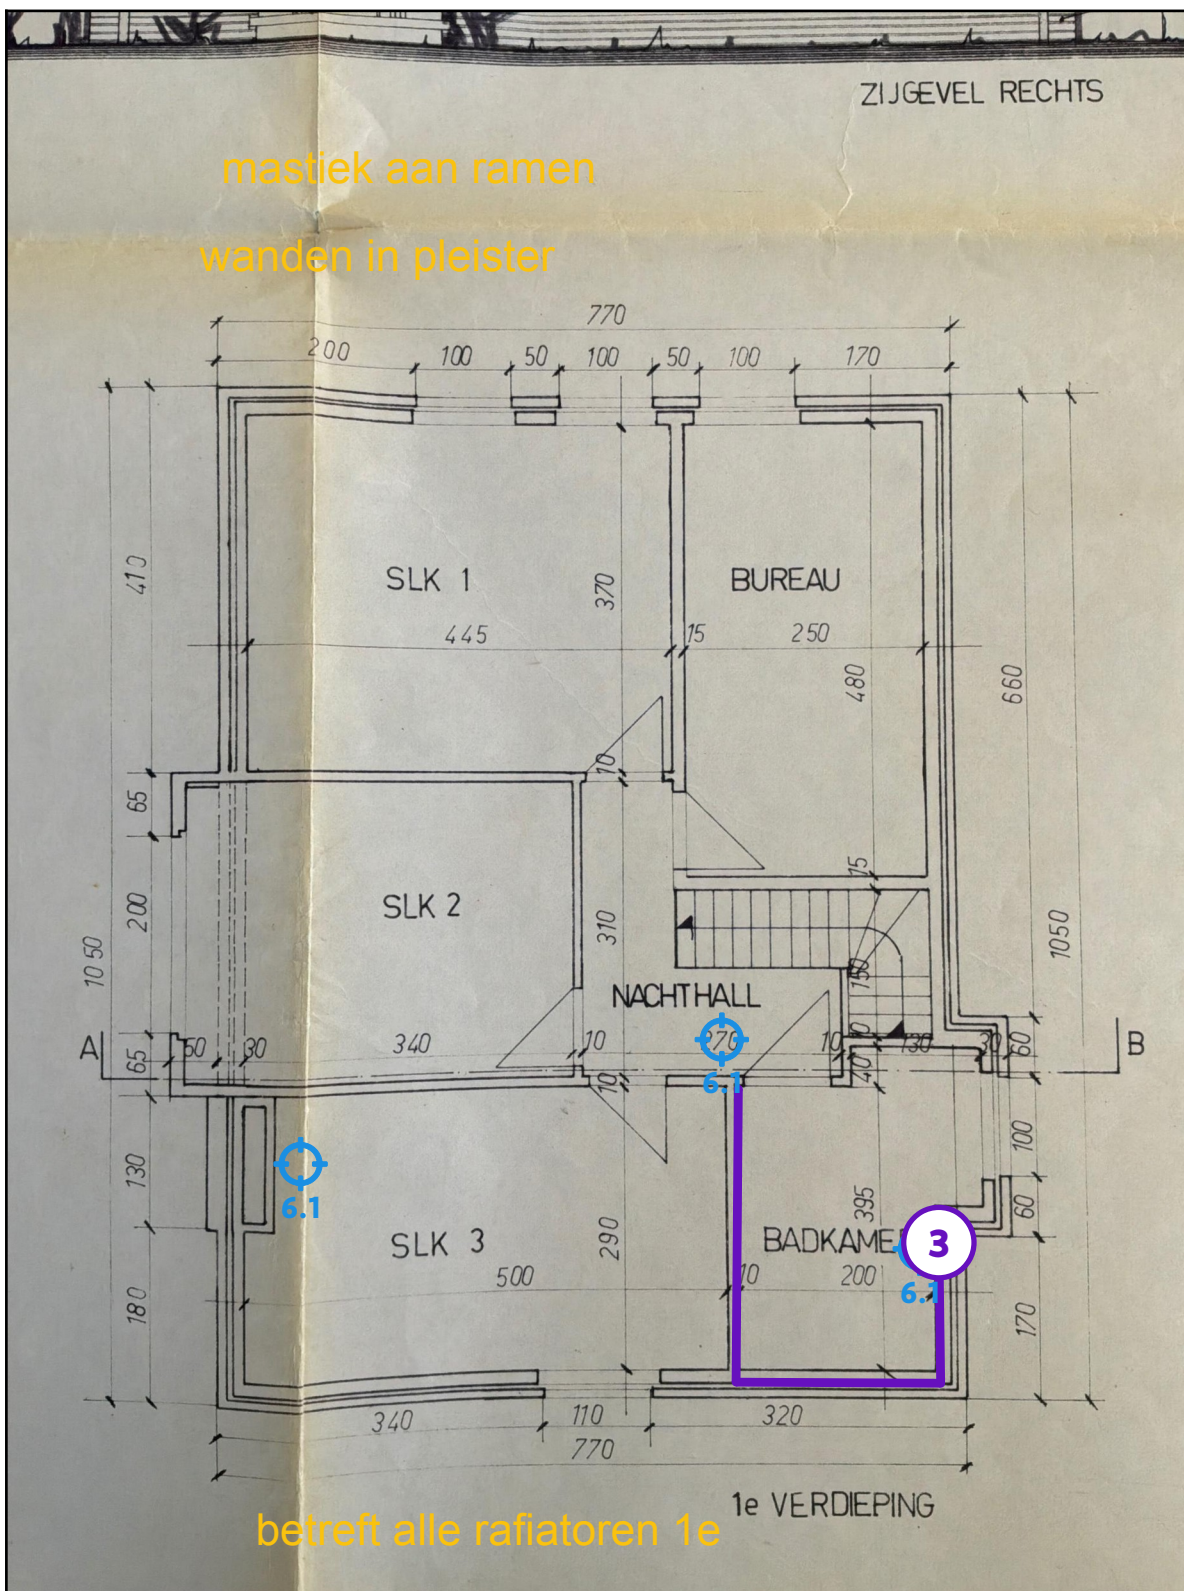 ZIJGEVEL RECHTS
mastiek aan ramen
wanden in pleister
770
200 100 50 100 50 100 170
410
SLK 1
370
BUREAU
445 15 250
480
660
10
65
15
200
SLK 2
310
1050
1050
150
NACHTHALL
A 50 30 340 10 270 10 130 30 60 B
65
10
40
6.1
100
130
6.1
395
60
SLK 3
290
BADKAME
3
500 10 200
6.1
180
170
340 110 320
770
1e VERDIEPING
betreft alle rafiatoren 1e